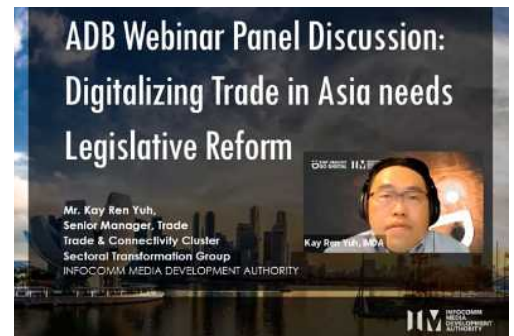 ADB Webinar Panel Discussion:
Digitalizing Trade in Asia needs
Legislative Reform
Mr. Kay Ren Yuh,
Senior Manager, Trade
Trade & Connectivity Cluster
Sectoral Transformation Group
INFOCOMM MEDIA DEVELOPMENT AUTHORITY
Kay Ren Yuh, IMDA
INFOCOMM
MEDIA
DEVELOPMENT
AUTHORITY